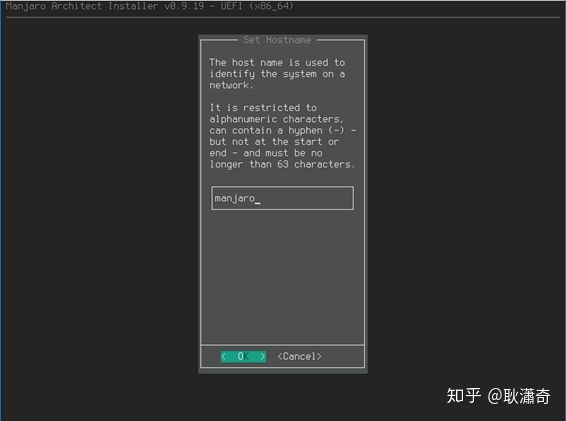 Manjaro Architect Installer v0.9.19 - UEFI (x86_64)
Set Hostname
The host name is used to
identify the system on a
network.
It is restricted to
alphanumeric characters,
can contain a hyphen (-) -
but not at the start or
end - and must be no
longer than 63 characters.
manjaro_
< OK > <Cancel>
知乎 @耿瀟奇